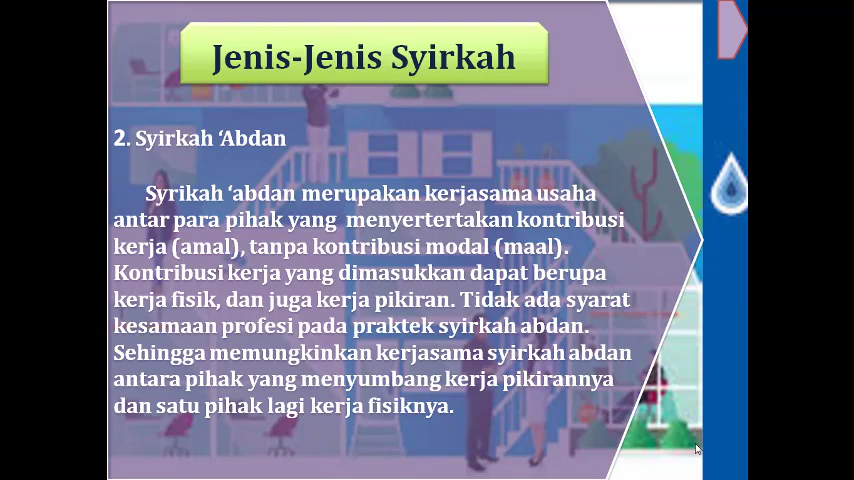 Jenis-Jenis Syirkah
2. Syirkah ‘Abdan
Syrikah ‘abdan merupakan kerjasama usaha
antar para pihak yang menyertertakan kontribusi
kerja (amal), tanpa kontribusi modal (maal).
Kontribusi kerja yang dimasukkan dapat berupa
kerja fisik, dan juga kerja pikiran. Tidak ada syarat
kesamaan profesi pada praktek syirkah abdan.
Sehingga memungkinkan kerjasama syirkah abdan
antara pihak yang menyumbang kerja pikirannya
dan satu pihak lagi kerja fisiknya.